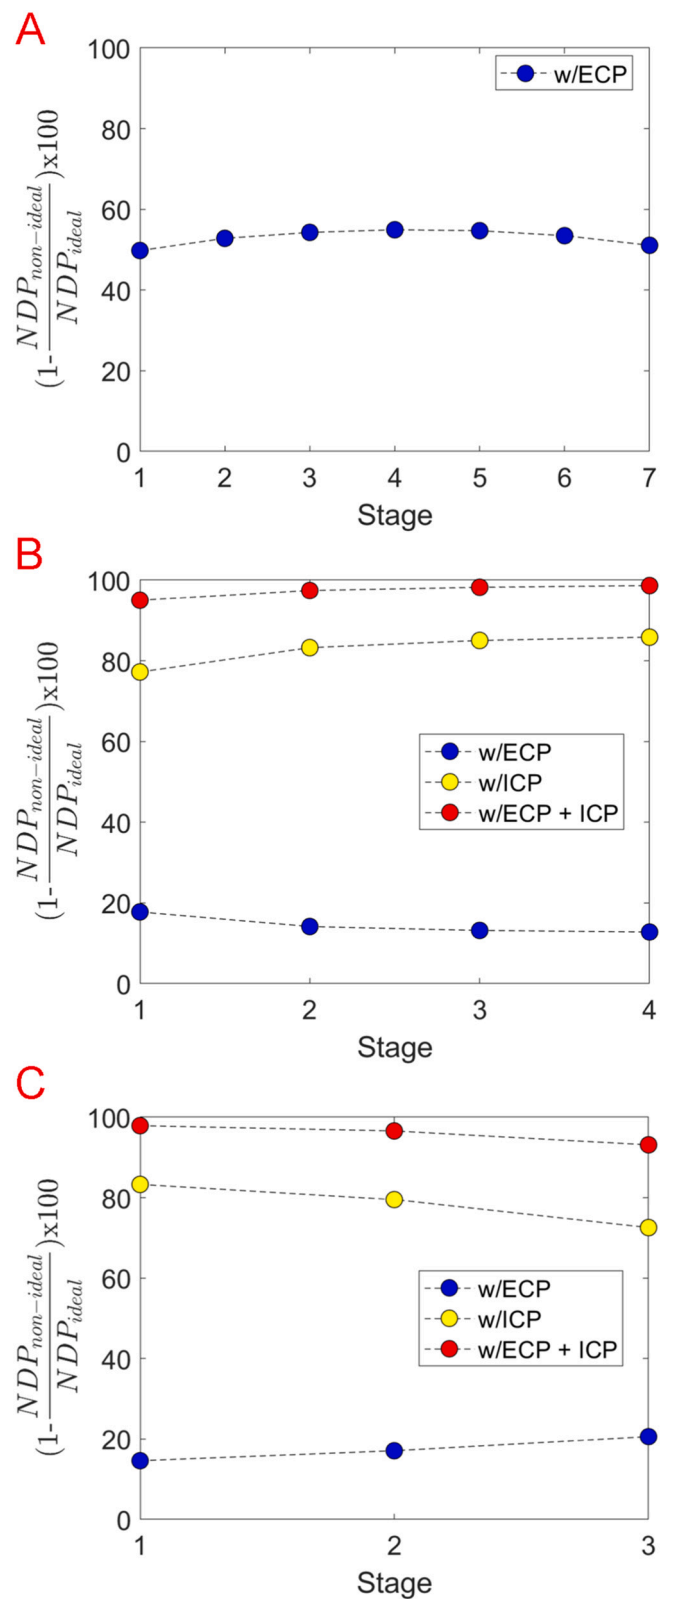 A
100
80
60
40
20
0
(1-NDP_non-ideal/NDP_ideal)x100
w/ECP
1 2 3 4 5 6 7
Stage
B
100
80
60
40
20
0
(1-NDP_non-ideal/NDP_ideal)x100
w/ECP
w/ICP
w/ECP + ICP
1 2 3 4
Stage
C
100
80
60
40
20
0
(1-NDP_non-ideal/NDP_ideal)x100
w/ECP
w/ICP
w/ECP + ICP
1 2 3
Stage